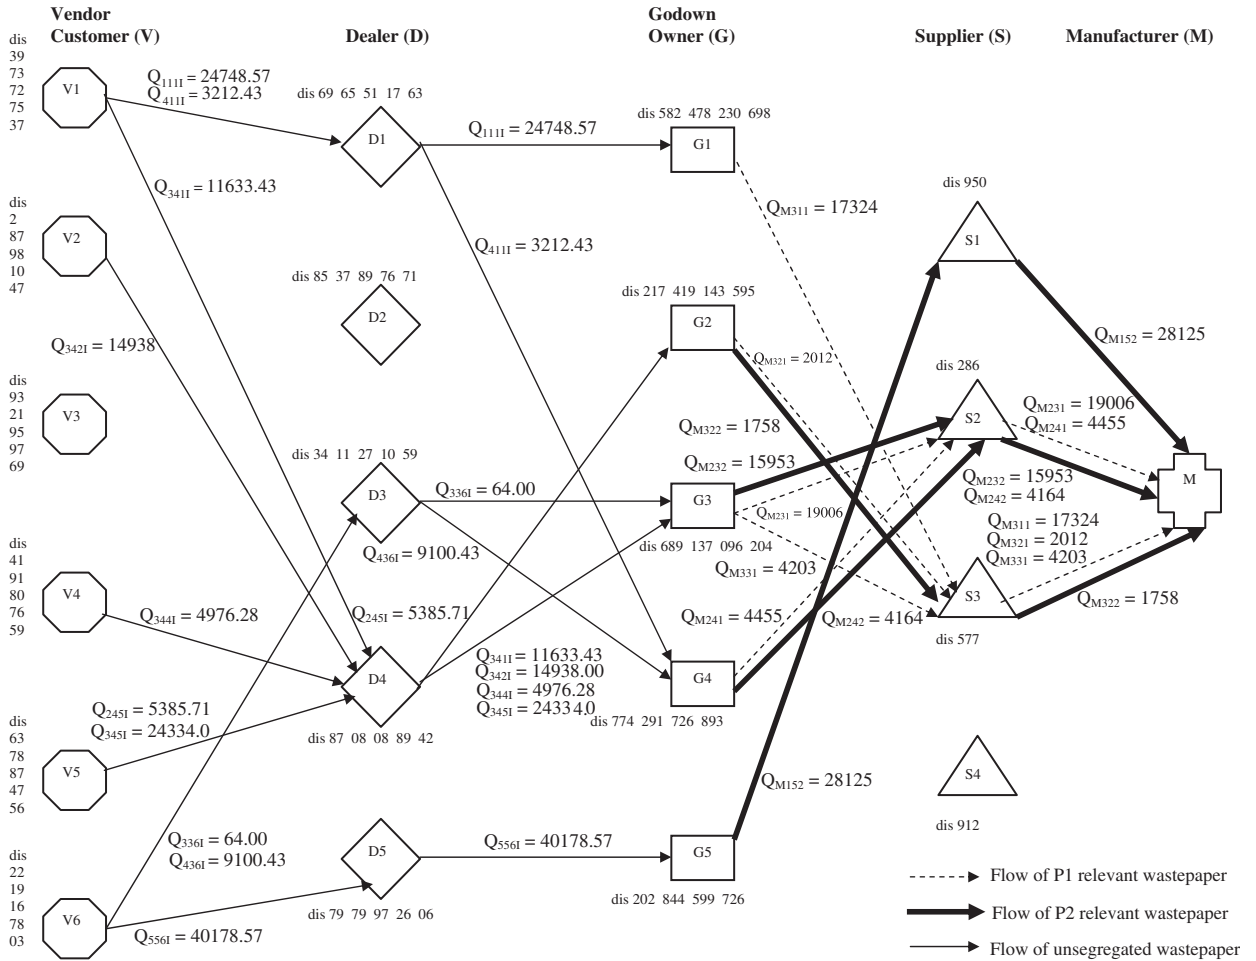 Vendor
Customer (V)
Dealer (D)
Godown
Owner (G)
Supplier (S)
Manufacturer (M)
dis
39
73
72
75
37
V1
Q111I = 24748.57
Q411I = 3212.43
dis 69 65 51 17 63
D1
Q111I = 24748.57
dis 582 478 230 698
G1
Q341I = 11633.43
QM311 = 17324
dis 950
S1
dis
2
87
98
10
47
V2
Q411I = 3212.43
dis 85 37 89 76 71
D2
dis 217 419 143 595
G2
Q342I = 14938
QM321 = 2012
QM152 = 28125
dis 286
S2
dis
93
21
95
97
69
V3
QM322 = 1758
QM231 = 19006
QM241 = 4455
dis 34 11 27 10 59
D3
QM232 = 15953
Q336I = 64.00
G3
QM232 = 15953
QM242 = 4164
M
QM231 = 19006
dis 689 137 096 204
QM311 = 17324
QM321 = 2012
QM331 = 4203
dis
41
91
80
76
59
V4
Q436I = 9100.43
QM331 = 4203
S3
QM322 = 1758
Q344I = 4976.28
Q245I = 5385.71
QM241 = 4455
QM242 = 4164
dis 577
D4
Q341I = 11633.43
Q342I = 14938.00
Q344I = 4976.28
Q345I = 24334.0
G4
dis 774 291 726 893
Q245I = 5385.71
Q345I = 24334.0
dis 87 08 08 89 42
dis
63
78
87
47
56
V5
QM152 = 28125
S4
dis 912
Q336I = 64.00
Q436I = 9100.43
D5
Q556I = 40178.57
G5
dis 202 844 599 726
dis
22
19
16
78
03
V6
dis 79 79 97 26 06
Q556I = 40178.57
Flow of P1 relevant wastepaper
Flow of P2 relevant wastepaper
Flow of unsegregated wastepaper